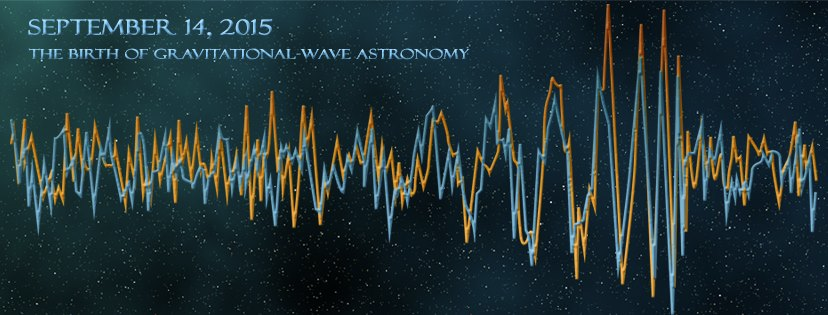 SEPTEMBER 14, 2015
THE BIRTH OF GRAVITATIONAL-WAVE ASTRONOMY